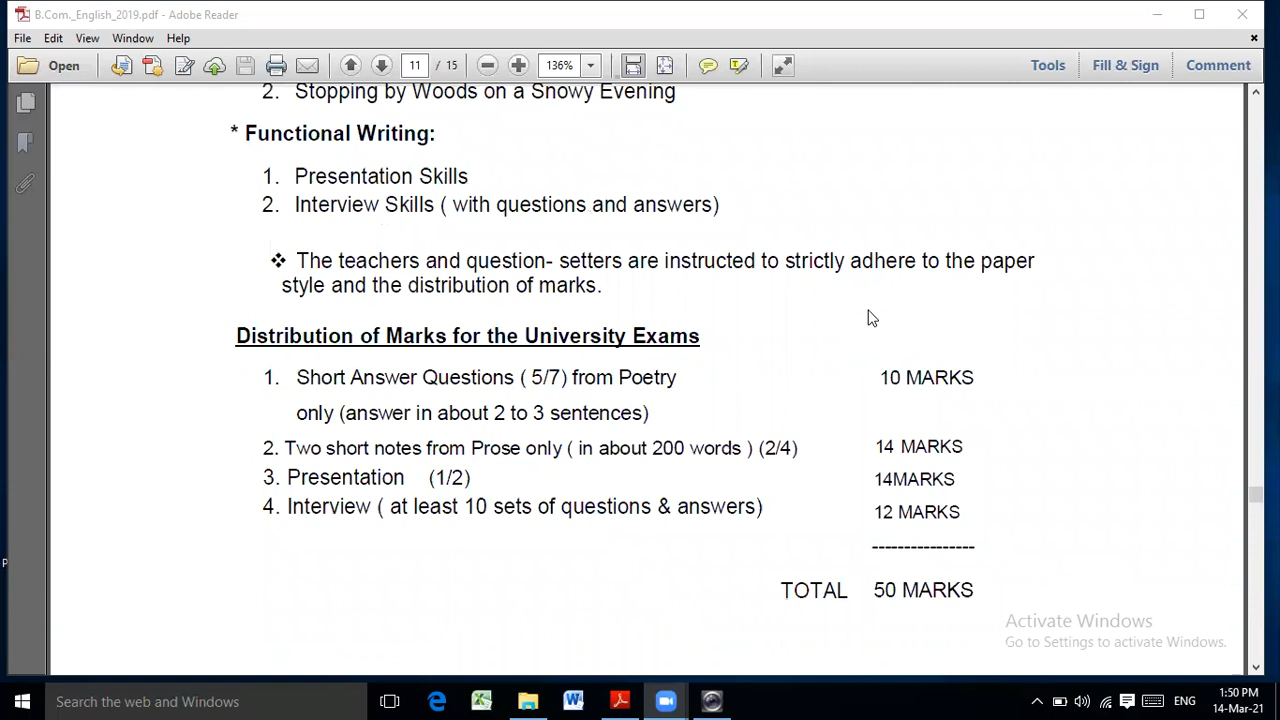 B.Com._English_2019.pdf - Adobe Reader
File Edit View Window Help
Open 11 / 15 136% Tools Fill & Sign Comment
2. Stopping by Woods on a Snowy Evening
* Functional Writing:
1. Presentation Skills
2. Interview Skills ( with questions and answers)
❖ The teachers and question- setters are instructed to strictly adhere to the paper
style and the distribution of marks.
Distribution of Marks for the University Exams
1. Short Answer Questions ( 5/7) from Poetry 10 MARKS
only (answer in about 2 to 3 sentences)
2. Two short notes from Prose only ( in about 200 words ) (2/4) 14 MARKS
3. Presentation (1/2) 14MARKS
4. Interview ( at least 10 sets of questions & answers) 12 MARKS
----------------
TOTAL 50 MARKS
Activate Windows
Go to Settings to activate Windows.
P
Search the web and Windows
ENG
1:50 PM
14-Mar-21